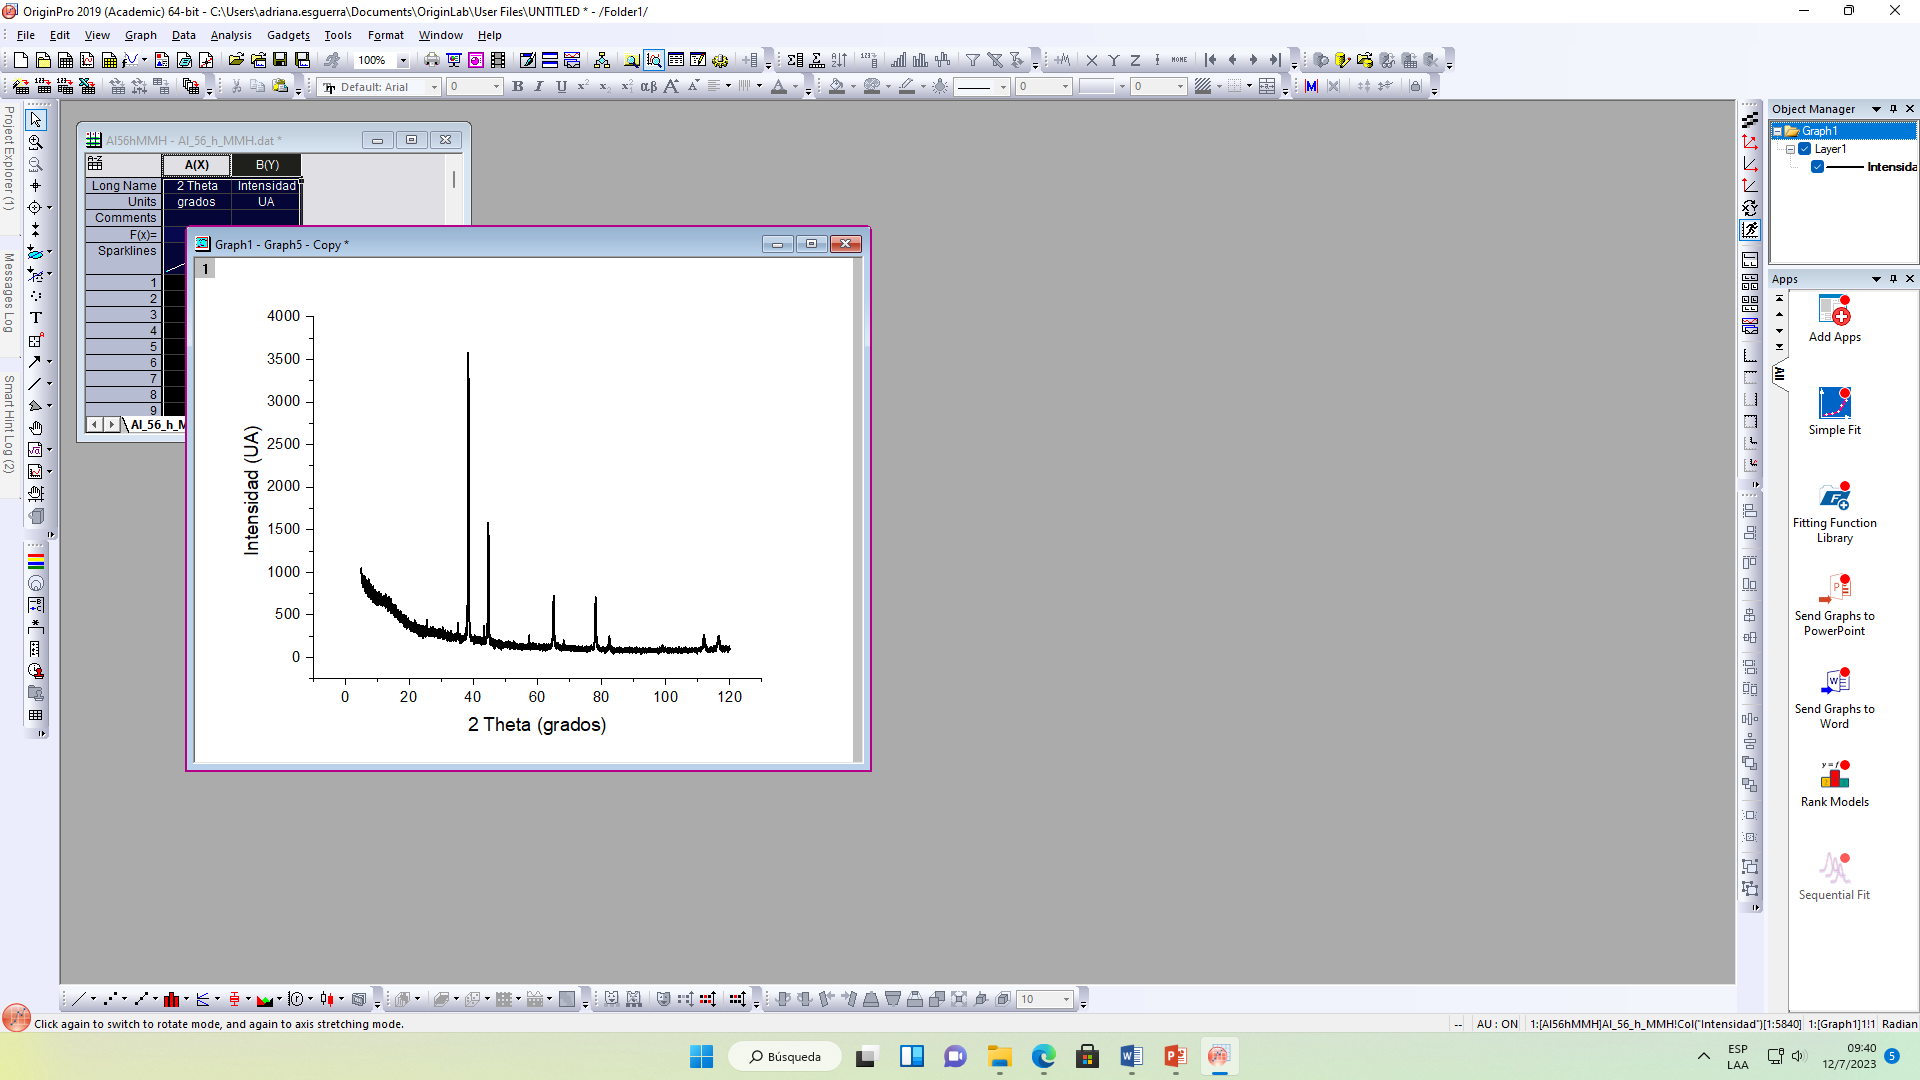 OriginPro 2019 (Academic) 64-bit - C:\Users\adriana.esguerra\Documents\OriginLab\User Files\UNTITLED * - /Folder1/
File Edit View Graph Data Analysis Gadgets Tools Format Window Help
100%
Default: Arial 0 B I U αβ A A A 0 0
Project Explorer (1)
Messages Log
Smart Hint Log (2)
AI56hMMH - AI_56_h_MMH.dat *
A(X) B(Y)
Long Name 2 Theta Intensidad
Units grados UA
Comments
F(x)=
Sparklines
1
2
3
4
5
6
7
8
9
AI_56_h_M
Graph1 - Graph5 - Copy *
1
4000
3500
3000
2500
2000
1500
1000
500
0
Intensidad (UA)
0 20 40 60 80 100 120
2 Theta (grados)
Object Manager
Graph1
Layer1
Intensida
Apps
All
Add Apps
Simple Fit
Fitting Function
Library
Send Graphs to
PowerPoint
Send Graphs to
Word
y = f
Rank Models
Sequential Fit
10
Click again to switch to rotate mode, and again to axis stretching mode.
-- AU : ON 1:[AI56hMMH]AI_56_h_MMH!Col("Intensidad")[1:5840] 1:[Graph1]1!1 Radian
Búsqueda
ESP
LAA
09:40
12/7/2023
5